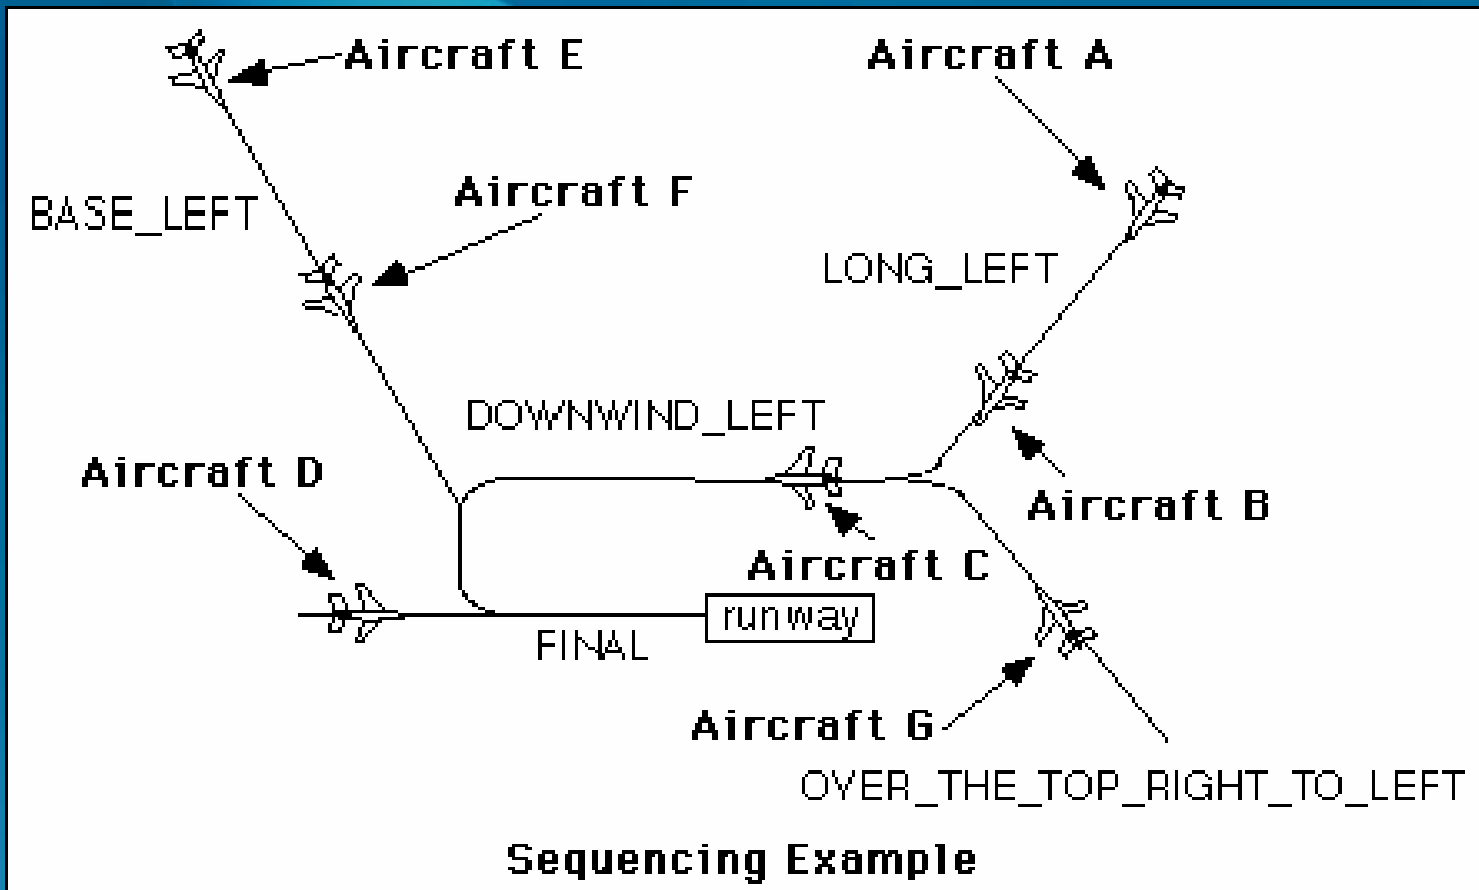 Aircraft E
Aircraft A
Aircraft F
BASE_LEFT
LONG_LEFT
DOWNWIND_LEFT
Aircraft D
Aircraft B
Aircraft C
runway
FINAL
Aircraft G
OVER_THE_TOP_RIGHT_TO_LEFT
Sequencing Example